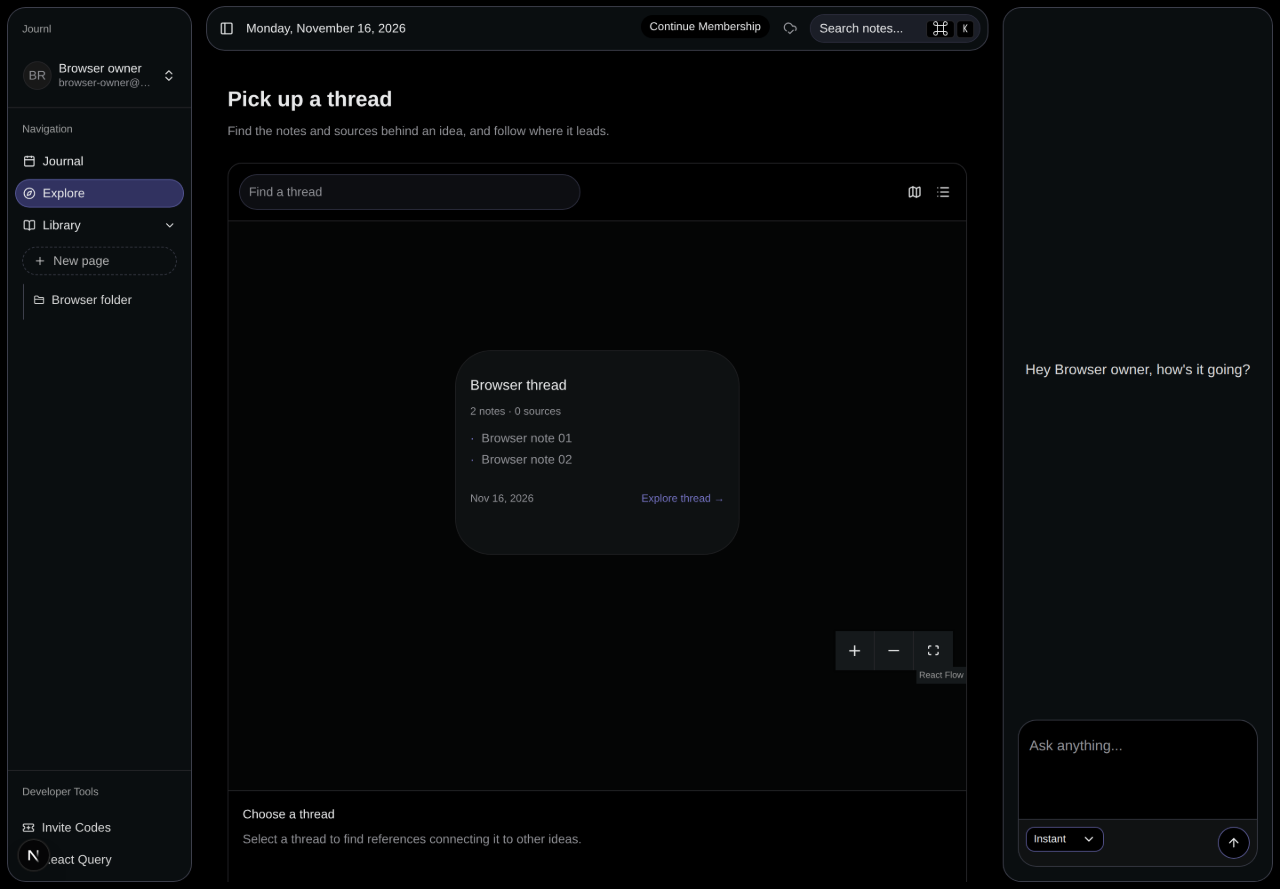 Journl
BR
Browser owner
browser-owner@...
Navigation
Journal
Explore
Library
New page
Browser folder
Developer Tools
Invite Codes
N
eact Query
Monday, November 16, 2026
Continue Membership
Search notes...
⌘ K
Pick up a thread
Find the notes and sources behind an idea, and follow where it leads.
Find a thread
Browser thread
2 notes · 0 sources
· Browser note 01
· Browser note 02
Nov 16, 2026
Explore thread →
React Flow
Choose a thread
Select a thread to find references connecting it to other ideas.
Hey Browser owner, how's it going?
Ask anything...
Instant